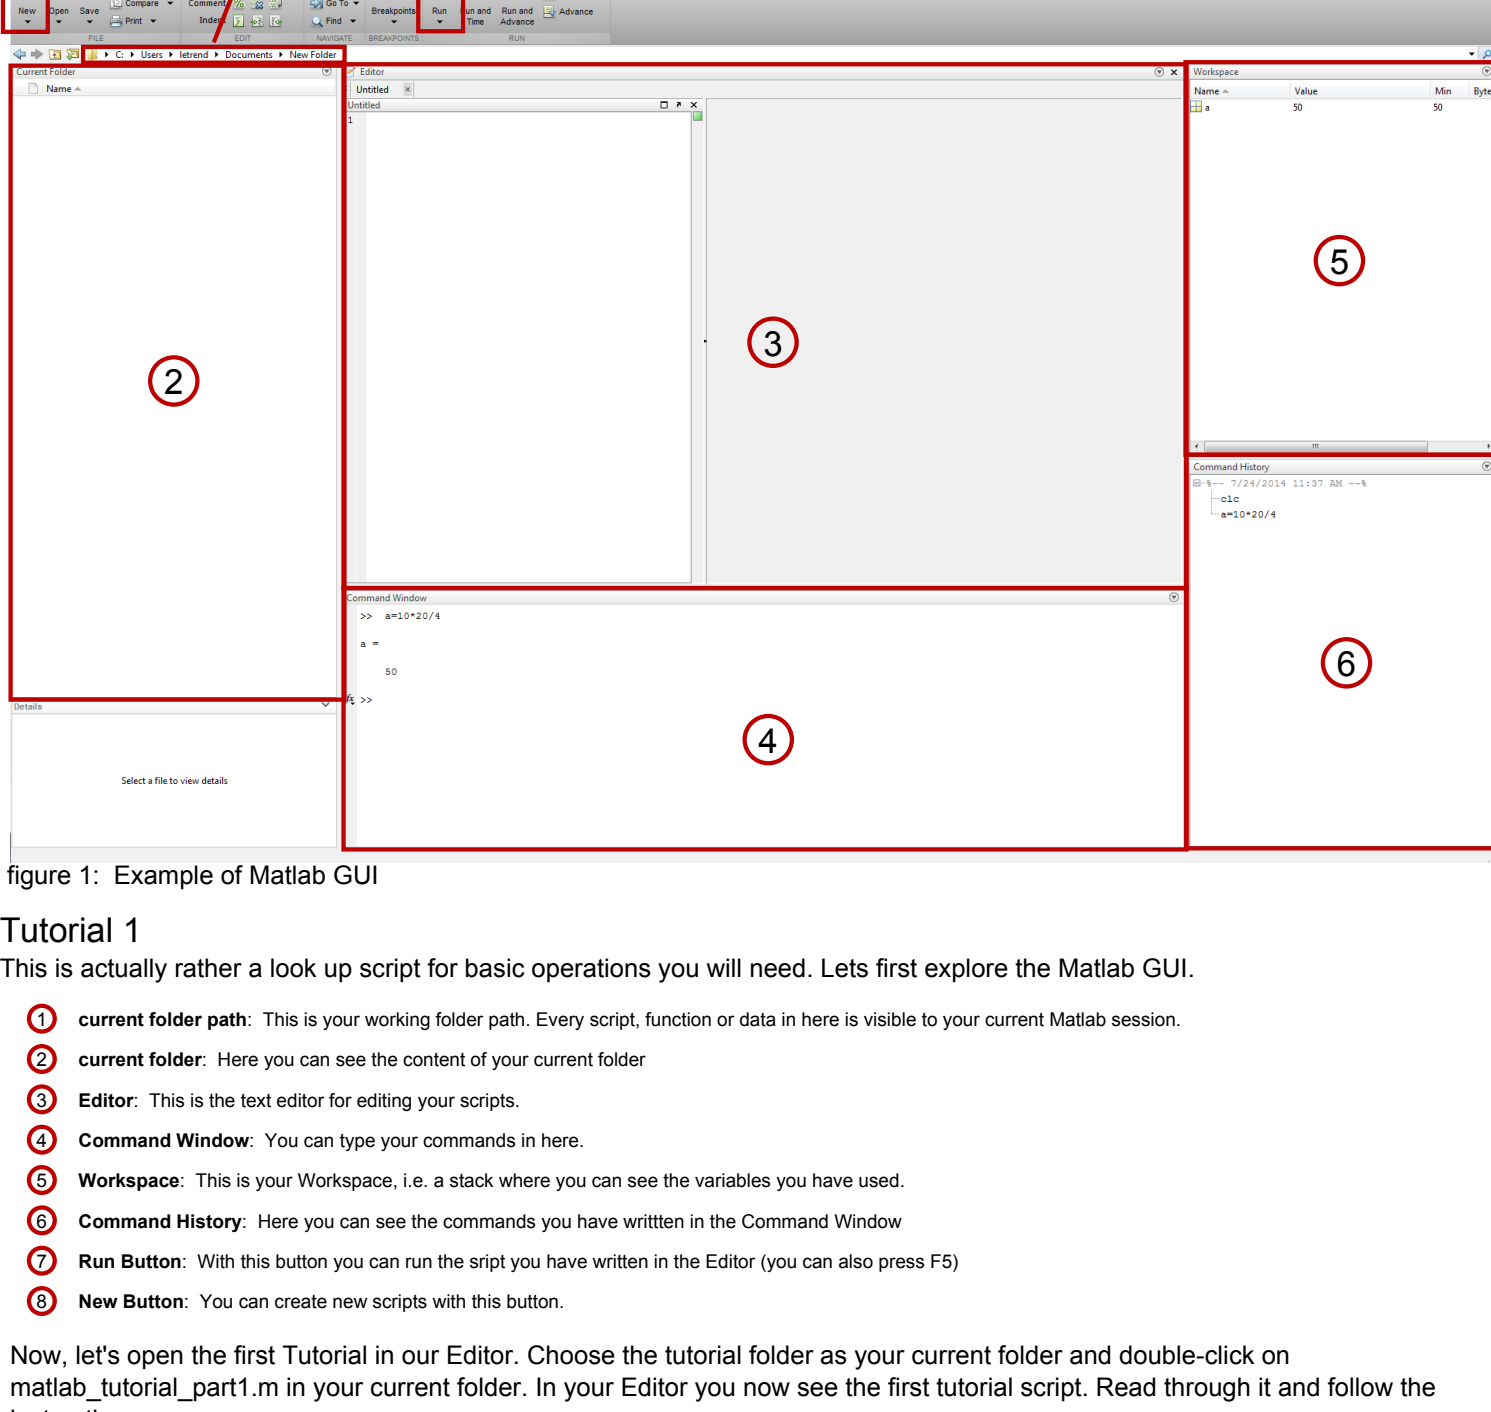 Compare
Comment
Go To
New Open Save
Breakpoints
Run
Run and
Time
Run and
Advance
Advance
Print
Indent
Find
FILE EDIT NAVIGATE BREAKPOINTS RUN
C: Users letrend Documents New Folder
Current Folder
Name
Editor
Untitled
Untitled
1
Workspace
Name Value Min Byte
a 50 50
2
3
5
Command History
%-- 7/24/2014 11:37 AM --%
clc
a=10*20/4
6
Command Window
>> a=10*20/4
a =
50
fx >>
4
Details
Select a file to view details
figure 1: Example of Matlab GUI
Tutorial 1
This is actually rather a look up script for basic operations you will need. Lets first explore the Matlab GUI.
1 current folder path: This is your working folder path. Every script, function or data in here is visible to your current Matlab session.
2 current folder: Here you can see the content of your current folder
3 Editor: This is the text editor for editing your scripts.
4 Command Window: You can type your commands in here.
5 Workspace: This is your Workspace, i.e. a stack where you can see the variables you have used.
6 Command History: Here you can see the commands you have writtten in the Command Window
7 Run Button: With this button you can run the sript you have written in the Editor (you can also press F5)
8 New Button: You can create new scripts with this button.
Now, let's open the first Tutorial in our Editor. Choose the tutorial folder as your current folder and double-click on
matlab_tutorial_part1.m in your current folder. In your Editor you now see the first tutorial script. Read through it and follow the